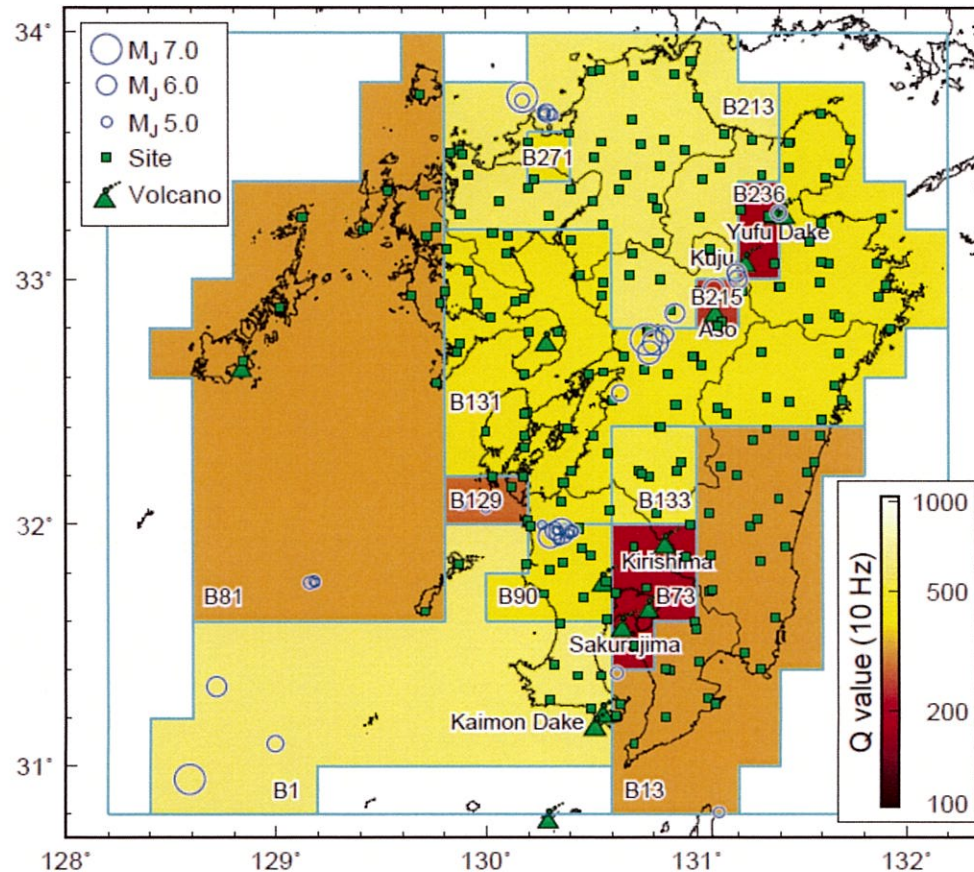 34˚
33˚
32˚
31˚
128˚
129˚
130˚
131˚
132˚
MJ 7.0
MJ 6.0
MJ 5.0
Site
Volcano
B213
B271
B236
Yufu Dake
Kuju
B215
Aso
B131
B129
B133
Kirishima
B81
B90
B73
Sakurajima
Kaimon Dake
B1
B13
1000
500
200
100
Q value (10 Hz)